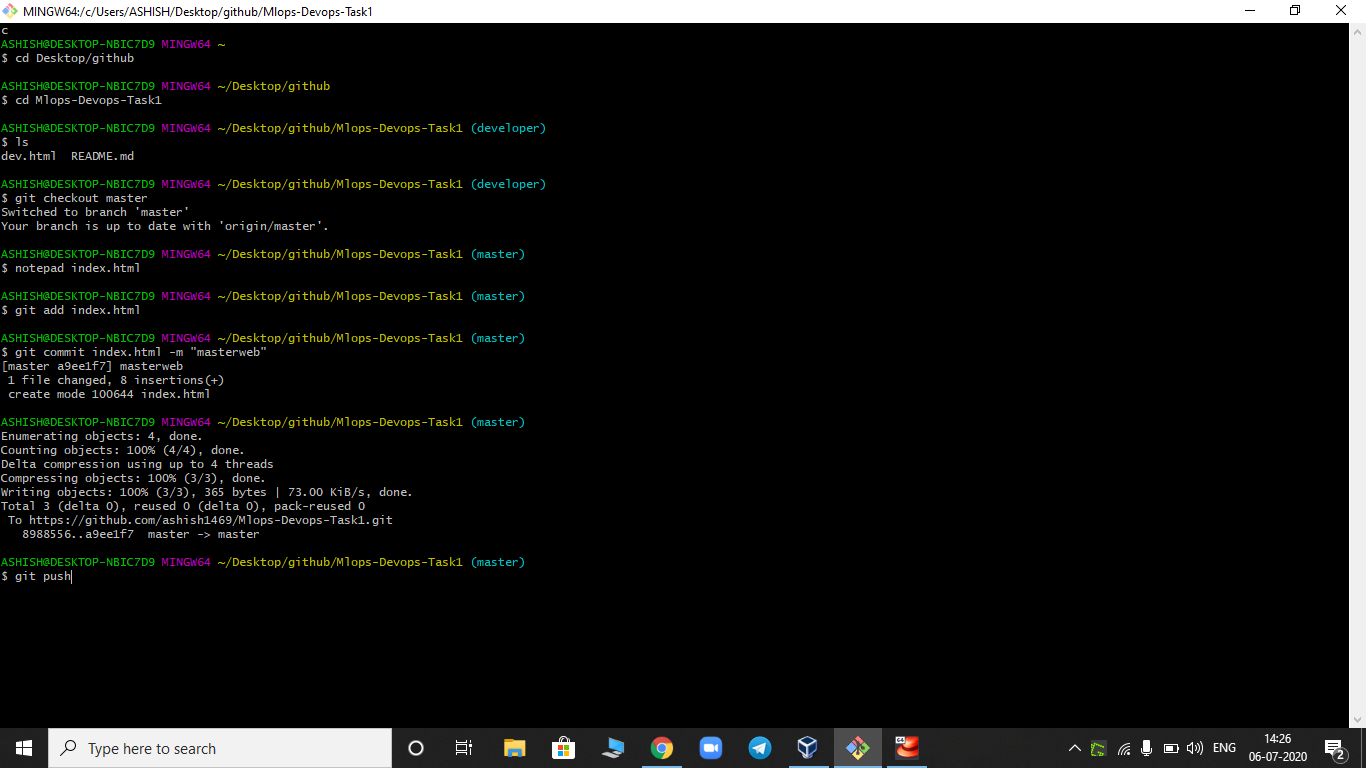 MINGW64:/c/Users/ASHISH/Desktop/github/Mlops-Devops-Task1
c
ASHISH@DESKTOP-NBIC7D9 MINGW64 ~
$ cd Desktop/github
ASHISH@DESKTOP-NBIC7D9 MINGW64 ~/Desktop/github
$ cd Mlops-Devops-Task1
ASHISH@DESKTOP-NBIC7D9 MINGW64 ~/Desktop/github/Mlops-Devops-Task1 (developer)
$ ls
dev.html  README.md
ASHISH@DESKTOP-NBIC7D9 MINGW64 ~/Desktop/github/Mlops-Devops-Task1 (developer)
$ git checkout master
Switched to branch 'master'
Your branch is up to date with 'origin/master'.
ASHISH@DESKTOP-NBIC7D9 MINGW64 ~/Desktop/github/Mlops-Devops-Task1 (master)
$ notepad index.html
ASHISH@DESKTOP-NBIC7D9 MINGW64 ~/Desktop/github/Mlops-Devops-Task1 (master)
$ git add index.html
ASHISH@DESKTOP-NBIC7D9 MINGW64 ~/Desktop/github/Mlops-Devops-Task1 (master)
$ git commit index.html -m "masterweb"
[master a9ee1f7] masterweb
 1 file changed, 8 insertions(+)
 create mode 100644 index.html
ASHISH@DESKTOP-NBIC7D9 MINGW64 ~/Desktop/github/Mlops-Devops-Task1 (master)
Enumerating objects: 4, done.
Counting objects: 100% (4/4), done.
Delta compression using up to 4 threads
Compressing objects: 100% (3/3), done.
Writing objects: 100% (3/3), 365 bytes | 73.00 KiB/s, done.
Total 3 (delta 0), reused 0 (delta 0), pack-reused 0
 To https://github.com/ashish1469/Mlops-Devops-Task1.git
   8988556..a9ee1f7  master -> master
ASHISH@DESKTOP-NBIC7D9 MINGW64 ~/Desktop/github/Mlops-Devops-Task1 (master)
$ git push
Type here to search
64
ENG
14:26
06-07-2020
2